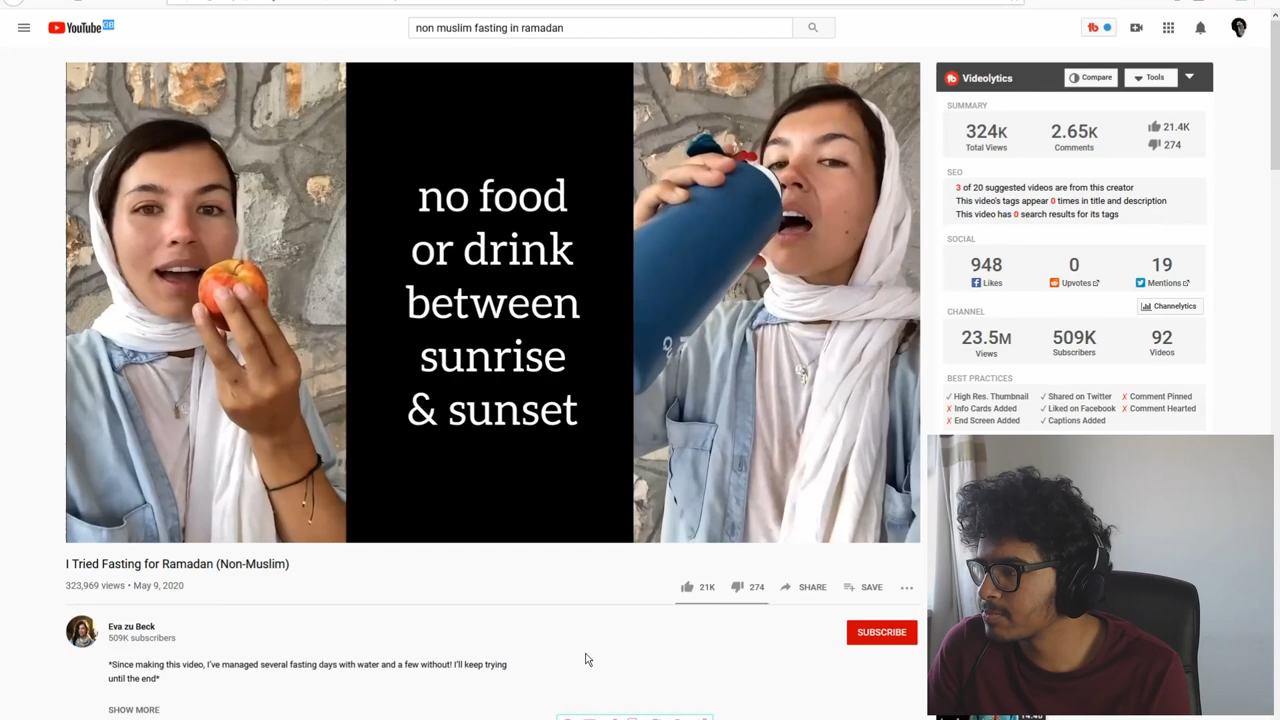 YouTube GB
non muslim fasting in ramadan
no food
or drink
between
sunrise
& sunset
I Tried Fasting for Ramadan (Non-Muslim)
323,969 views • May 9, 2020
21K
274
SHARE
SAVE
Eva zu Beck
509K subscribers
SUBSCRIBE
*Since making this video, I've managed several fasting days with water and a few without! I'll keep trying
until the end*
SHOW MORE
tb
Videolytics
Compare
Tools
SUMMARY
324K
Total Views
2.65K
Comments
21.4K
274
SEO
3 of 20 suggested videos are from this creator
This video's tags appear 0 times in title and description
This video has 0 search results for its tags
SOCIAL
948
Likes
0
Upvotes
19
Mentions
CHANNEL
Channelytics
23.5M
Views
509K
Subscribers
92
Videos
BEST PRACTICES
✓ High Res. Thumbnail ✓ Shared on Twitter ✗ Comment Pinned
✗ Info Cards Added ✓ Liked on Facebook ✗ Comment Hearted
✗ End Screen Added ✓ Captions Added